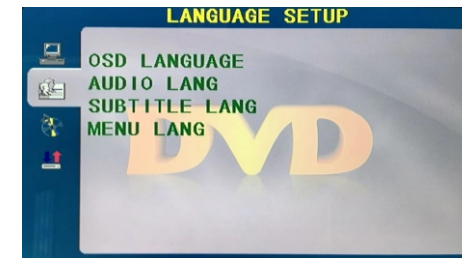 LANGUAGE SETUP
OSD LANGUAGE
AUDIO LANG
SUBTITLE LANG
MENU LANG
DVD